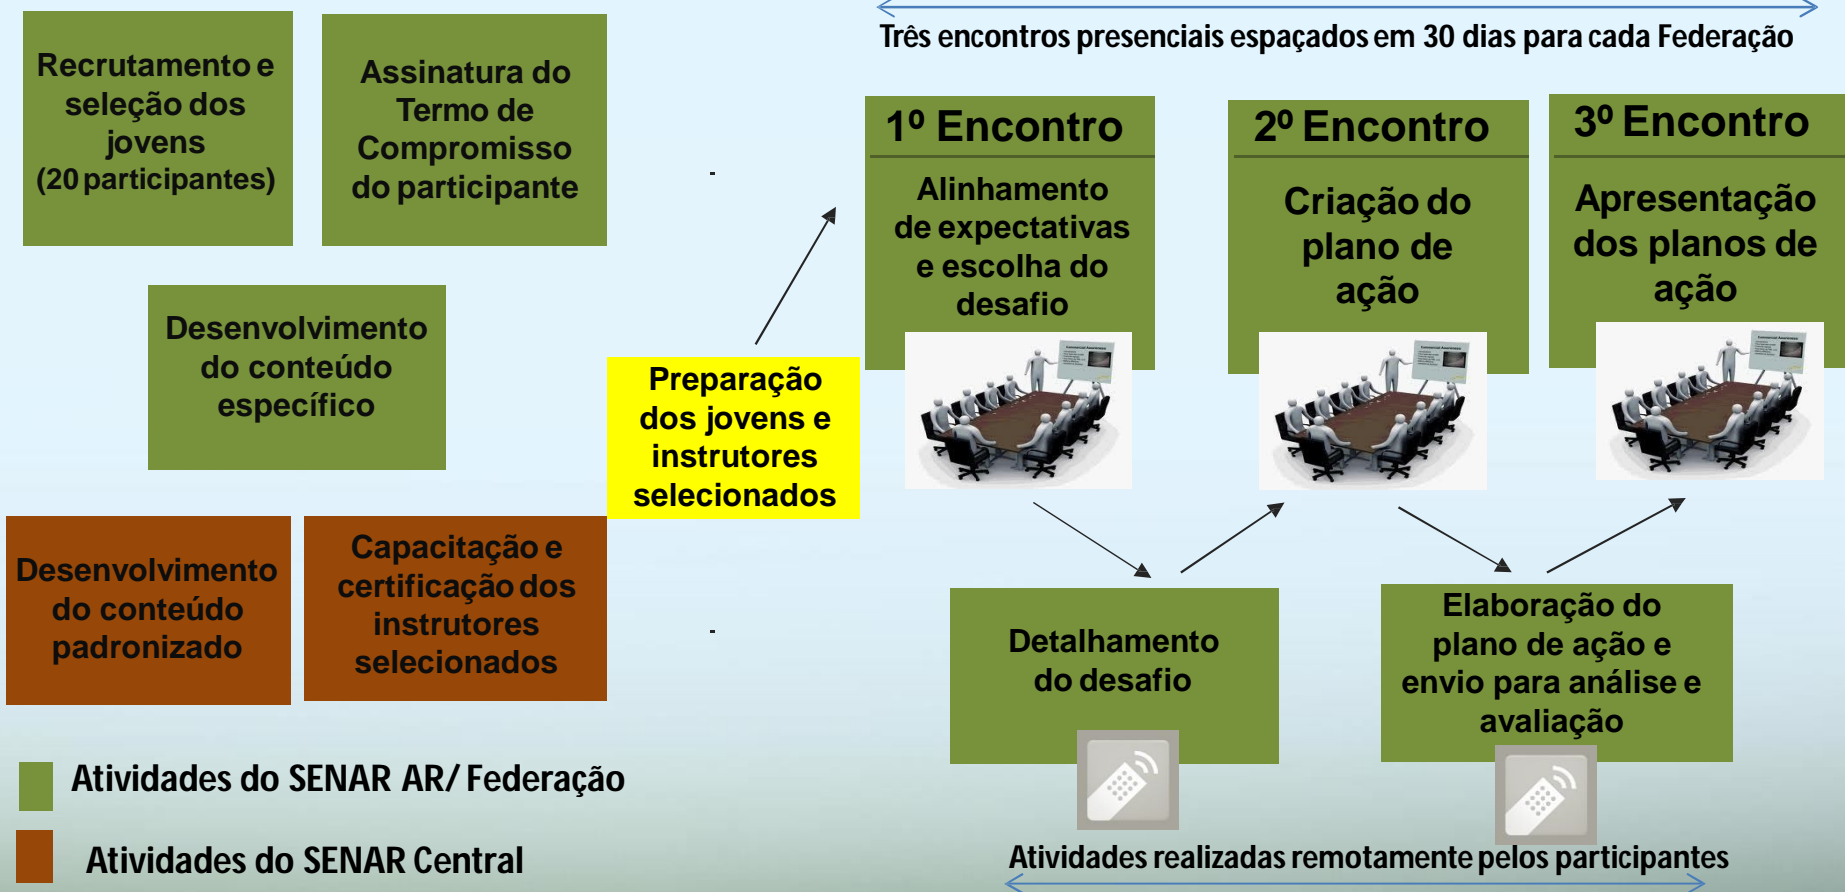 Três encontros presenciais espaçados em 30 dias para cada Federação
Recrutamento e
seleção dos
jovens
(20 participantes)
Assinatura do
Termo de
Compromisso
do participante
Desenvolvimento
do conteúdo
específico
Desenvolvimento
do conteúdo
padronizado
Capacitação e
certificação dos
instrutores
selecionados
Preparação
dos jovens e
instrutores
selecionados
1º Encontro
Alinhamento
de expectativas
e escolha do
desafio
2º Encontro
Criação do
plano de
ação
3º Encontro
Apresentação
dos planos de
ação
Detalhamento
do desafio
Elaboração do
plano de ação e
envio para análise e
avaliação
Atividades do SENAR AR/ Federação
Atividades do SENAR Central
Atividades realizadas remotamente pelos participantes